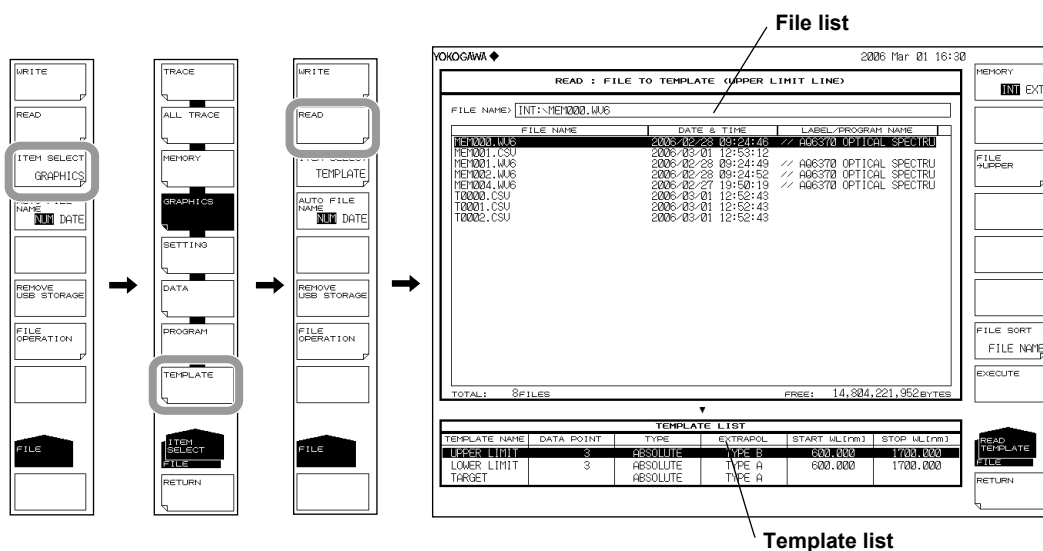 File list
WRITE
READ
ITEM SELECT
GRAPHICS
AUTO FILE
NAME
NUM DATE
REMOVE
USB STORAGE
FILE
OPERATION
FILE
TRACE
ALL TRACE
MEMORY
GRAPHICS
SETTING
DATA
PROGRAM
TEMPLATE
ITEM
SELECT
FILE
RETURN
WRITE
READ
ITEM SELECT
TEMPLATE
AUTO FILE
NAME
NUM DATE
REMOVE
USB STORAGE
FILE
OPERATION
FILE
YOKOGAWA 2006 Mar 01 16:30
READ : FILE TO TEMPLATE (UPPER LIMIT LINE)
FILE NAME> INT:\MEM000.WV6
FILE NAME DATE & TIME LABEL/PROGRAM NAME
MEM000.WV6 2006/02/28 09:24:46 // AQ6370 OPTICAL SPECTRU
MEM001.CSV 2006/03/01 12:53:12
MEM001.WV6 2006/02/28 09:24:49 // AQ6370 OPTICAL SPECTRU
MEM002.WV6 2006/02/28 09:24:52 // AQ6370 OPTICAL SPECTRU
MEM004.WV6 2006/02/27 19:50:19 // AQ6370 OPTICAL SPECTRU
T0000.CSV 2006/03/01 12:52:43
T0001.CSV 2006/03/01 12:52:43
T0002.CSV 2006/03/01 12:52:43
TOTAL: 8FILES FREE: 14,804,221,952BYTES
TEMPLATE LIST
TEMPLATE NAME DATA POINT TYPE EXTRAPOL START WL[nm] STOP WL[nm]
UPPER LIMIT 3 ABSOLUTE TYPE B 600.000 1700.000
LOWER LIMIT 3 ABSOLUTE TYPE A 600.000 1700.000
TARGET ABSOLUTE TYPE A
MEMORY
INT EXT
FILE
→UPPER
FILE SORT
FILE NAME
EXECUTE
READ
TEMPLATE
FILE
RETURN
Template list